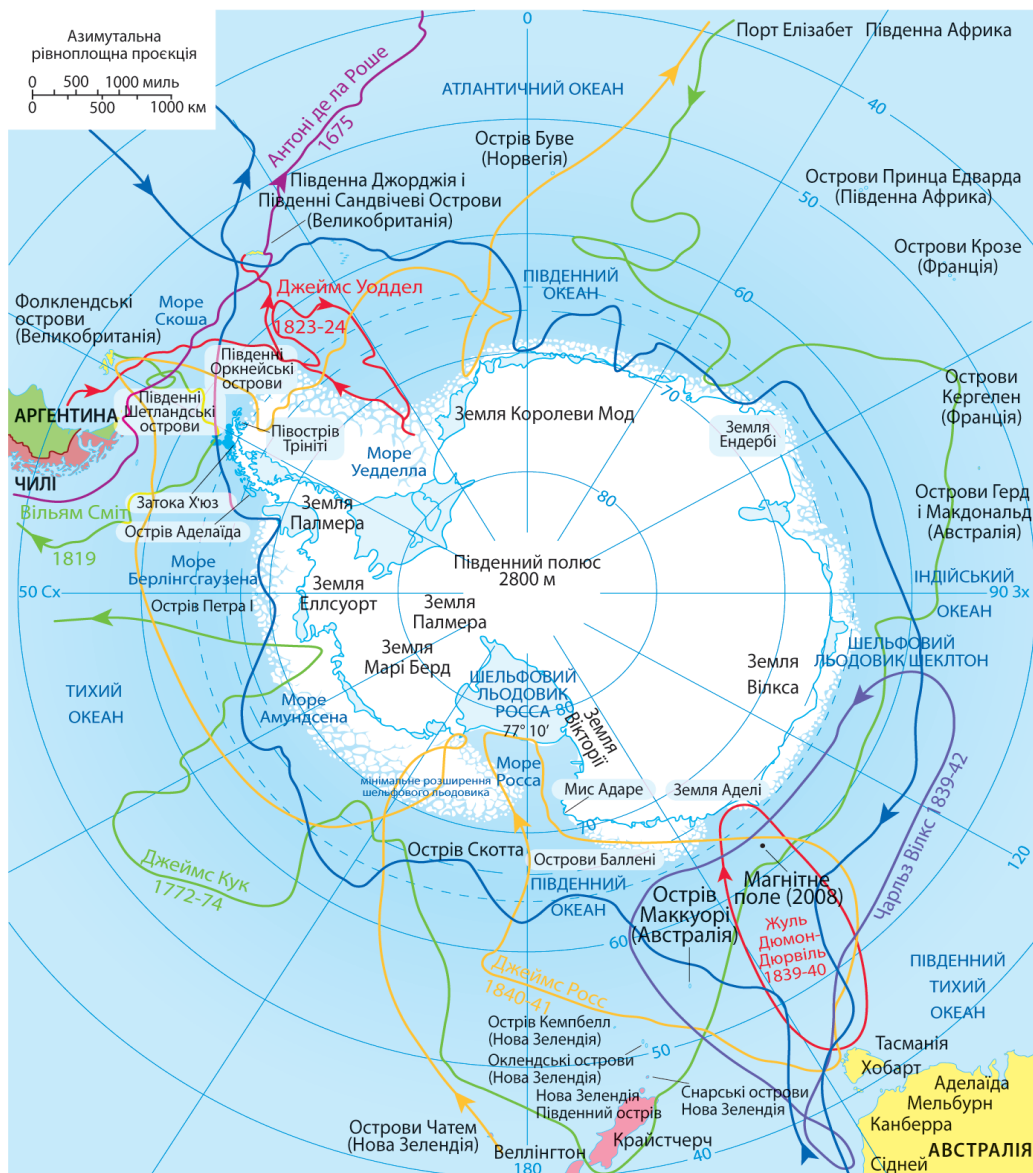 Азимутальна
рівноплощна проєкція
0 500 1000 миль
0 500 1000 км
0
Порт Елізабет
Південна Африка
АТЛАНТИЧНИЙ ОКЕАН
40
Антоні де ла Роше
1675
Острів Буве
(Норвегія)
Південна Джорджія і
Південні Сандвічеві Острови
(Великобританія)
Острови Принца Едварда
(Південна Африка)
50
Острови Крозе
(Франція)
ПІВДЕННИЙ
ОКЕАН
60
Джеймс Уоддел
1823-24
Фолклендські
острови
(Великобританія)
Море
Скоша
Південні
Оркнейські
острови
Південні
Шетландські
острови
АРГЕНТИНА
ЧИЛІ
Півострів
Трініті
Земля Королеви Мод
70
Земля
Ендербі
Острови
Кергелен
(Франція)
Море
Уедделла
Затока Х'юз
Острів Аделаїда
Вільям Сміт
1819
Земля
Палмера
80
Острови Герд
і Макдональд
(Австралія)
Море
Берлінгсгаузена
Південний полюс
2800 м
50 Сх
Острів Петра І
Земля
Еллсуорт
Земля
Палмера
ІНДІЙСЬКИЙ
90 Зх
ОКЕАН
Земля
Марі Берд
ШЕЛЬФОВИЙ
ЛЬОДОВИК
РОССА
77° 10′
80
Земля
Вікторії
Земля
Вілкса
ШЕЛЬФОВИЙ
ЛЬОДОВИК ШЕКЛТОН
ТИХИЙ
ОКЕАН
Море
Амундсена
Море
Росса
мінімальне розширення
шельфового льодовика
Мис Адаре
Земля Аделі
70
Чарльз Вілкс 1839-42
120
Джеймс Кук
1772-74
Острів Скотта
Острови Баллені
ПІВДЕННИЙ
ОКЕАН
Магнітне
поле (2008)
Острів
Маккуорі
(Австралія)
60
Жуль
Дюмон-
Дюрвіль
1839-40
ПІВДЕННИЙ
ТИХИЙ
ОКЕАН
Джеймс Росс
1840-41
Острів Кемпбелл
(Нова Зелендія)
50
Оклендські острови
(Нова Зелендія)
Снарські острови
Нова Зелендія
Нова Зелендія
Південний острів
Острови Чатем
(Нова Зелендія)
Веллінгтон
Крайстчерч
180
40
Тасманія
Хобарт
Аделаїда
Мельбурн
Канберра
АВСТРАЛІЯ
Сідней